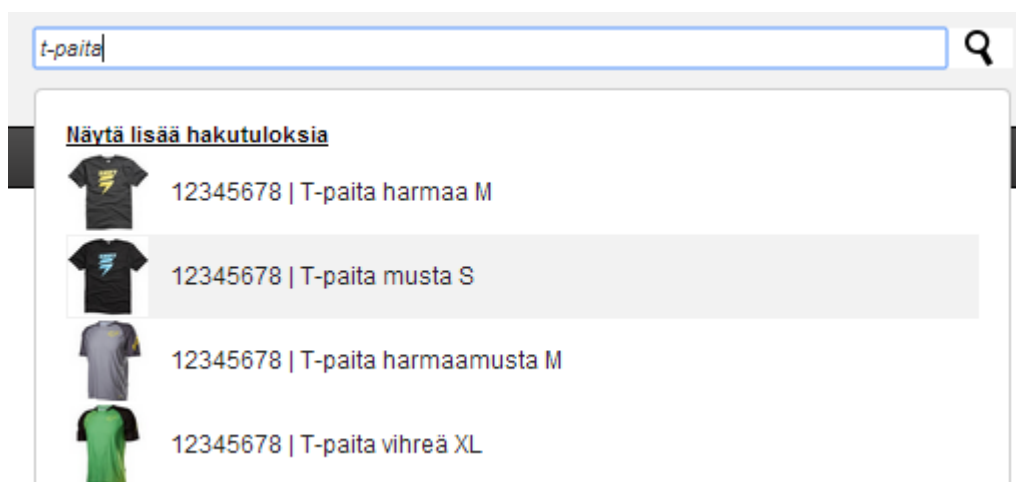 t-paita
Näytä lisää hakutuloksia
12345678 | T-paita harmaa M
12345678 | T-paita musta S
12345678 | T-paita harmaamusta M
12345678 | T-paita vihreä XL